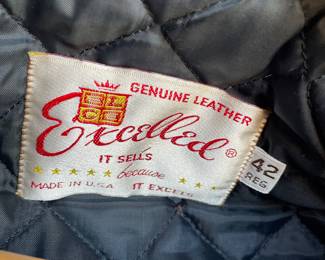 GENUINE LEATHER
Excelled®
IT SELLS
because
MADE IN U.S.A IT EXCELS
42
REG